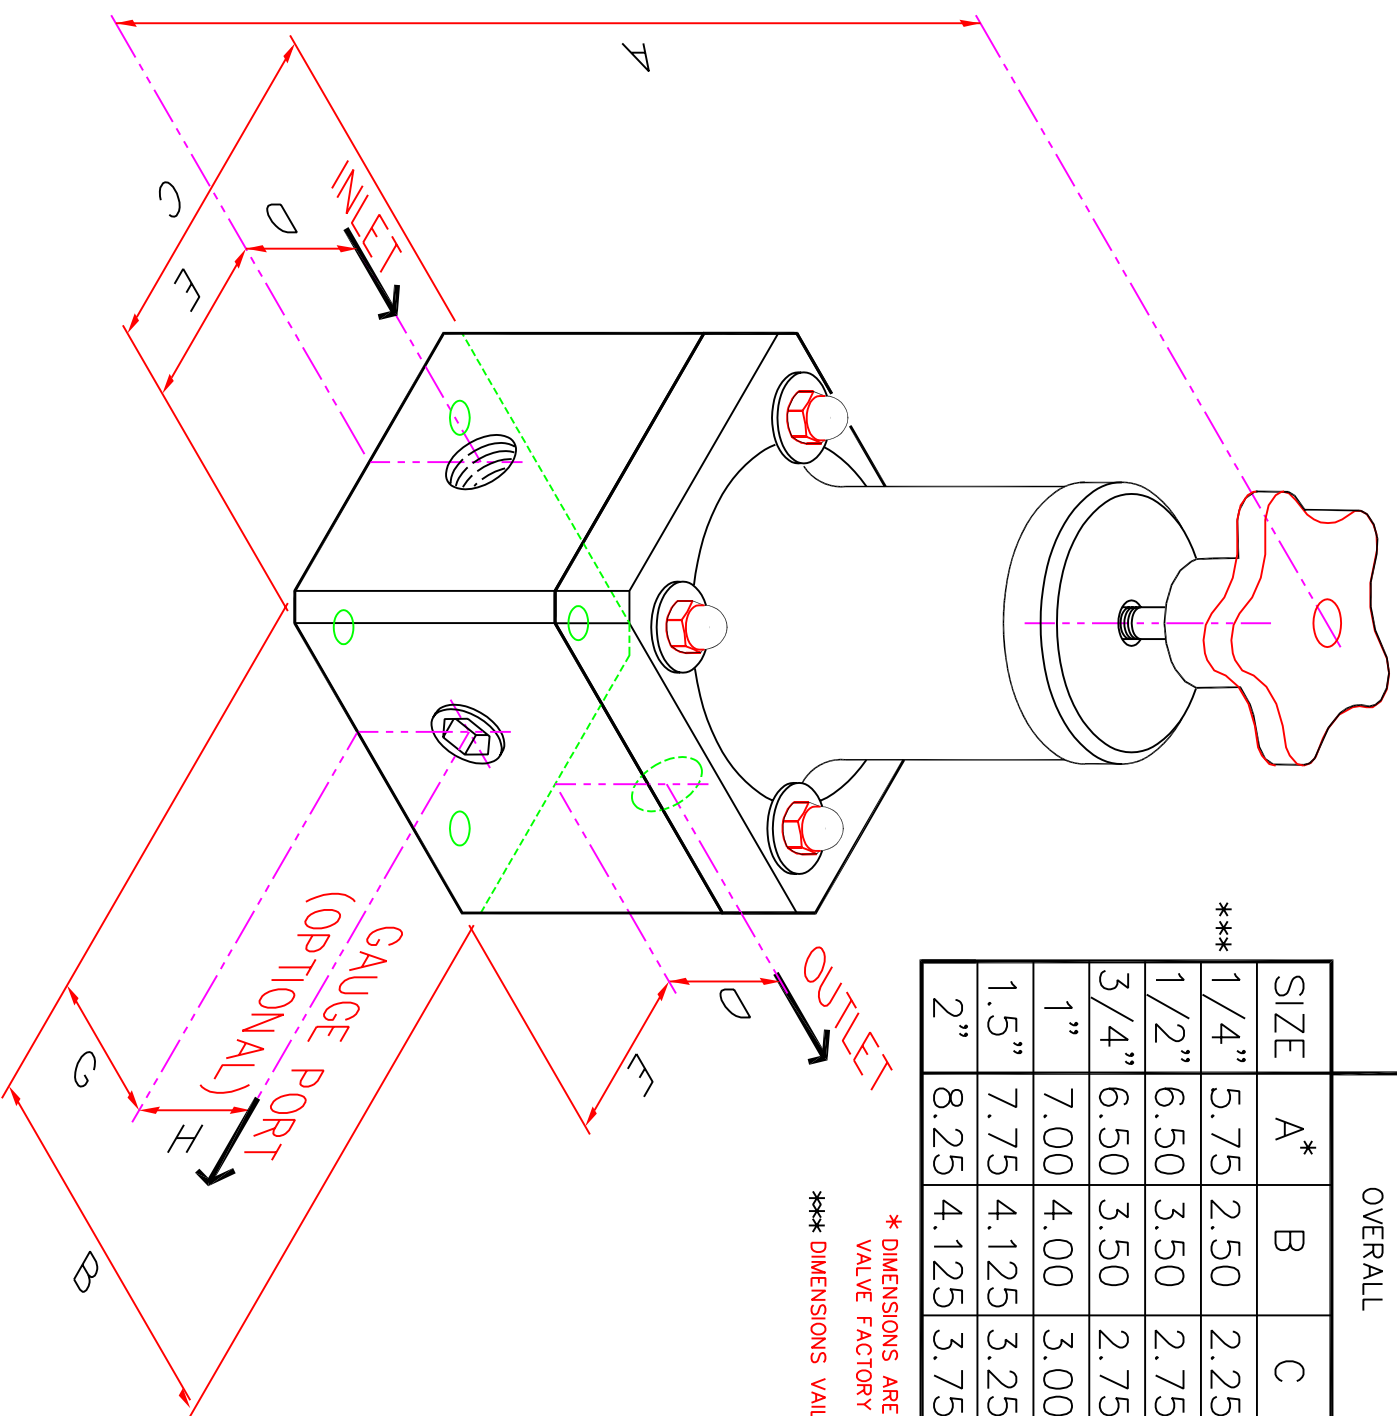 A
INLET
C
D
E
OVERALL
SIZE A* B C
*** 1/4" 5.75 2.50 2.25
1/2" 6.50 3.50 2.75
3/4" 6.50 3.50 2.75
1" 7.00 4.00 3.00
1.5" 7.75 4.125 3.25
2" 8.25 4.125 3.75
* DIMENSIONS ARE
VALVE FACTORY
*** DIMENSIONS VAIL
OUTLET
D
F
GAUGE PORT
(OPTIONAL)
G
H
B